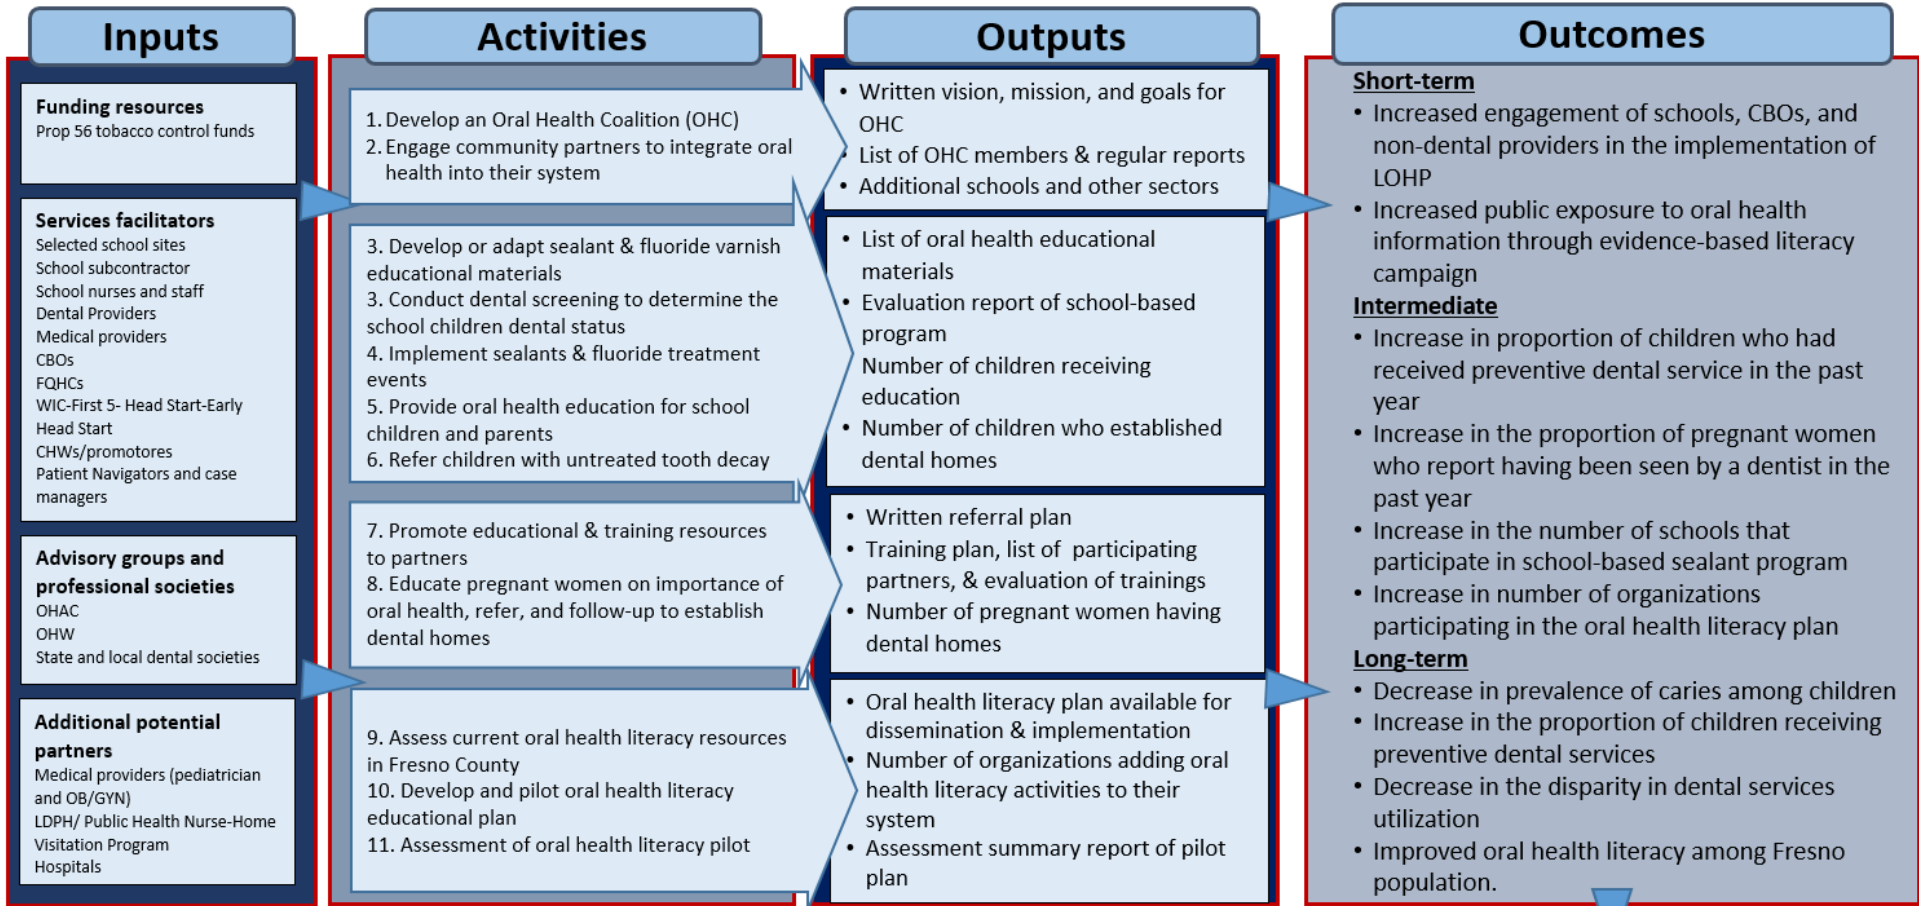 Inputs
Funding resources
Prop 56 tobacco control funds
Services facilitators
Selected school sites
School subcontractor
School nurses and staff
Dental Providers
Medical providers
CBOs
FQHCs
WIC-First 5- Head Start-Early
Head Start
CHWs/promotores
Patient Navigators and case
managers
Advisory groups and
professional societies
OHAC
OHW
State and local dental societies
Additional potential
partners
Medical providers (pediatrician
and OB/GYN)
LDPH/ Public Health Nurse-Home
Visitation Program
Hospitals
Activities
1. Develop an Oral Health Coalition (OHC)
2. Engage community partners to integrate oral
health into their system
3. Develop or adapt sealant & fluoride varnish
educational materials
3. Conduct dental screening to determine the
school children dental status
4. Implement sealants & fluoride treatment
events
5. Provide oral health education for school
children and parents
6. Refer children with untreated tooth decay
7. Promote educational & training resources
to partners
8. Educate pregnant women on importance of
oral health, refer, and follow-up to establish
dental homes
9. Assess current oral health literacy resources
in Fresno County
10. Develop and pilot oral health literacy
educational plan
11. Assessment of oral health literacy pilot
Outputs
• Written vision, mission, and goals for
OHC
• List of OHC members & regular reports
• Additional schools and other sectors
• List of oral health educational
materials
• Evaluation report of school-based
program
Number of children receiving
education
• Number of children who established
dental homes
• Written referral plan
• Training plan, list of participating
partners, & evaluation of trainings
• Number of pregnant women having
dental homes
• Oral health literacy plan available for
dissemination & implementation
• Number of organizations adding oral
health literacy activities to their
system
• Assessment summary report of pilot
plan
Outcomes
Short-term
• Increased engagement of schools, CBOs, and
non-dental providers in the implementation of
LOHP
• Increased public exposure to oral health
information through evidence-based literacy
campaign
Intermediate
• Increase in proportion of children who had
received preventive dental service in the past
year
• Increase in the proportion of pregnant women
who report having been seen by a dentist in the
past year
• Increase in the number of schools that
participate in school-based sealant program
• Increase in number of organizations
participating in the oral health literacy plan
Long-term
• Decrease in prevalence of caries among children
• Increase in the proportion of children receiving
preventive dental services
• Decrease in the disparity in dental services
utilization
• Improved oral health literacy among Fresno
population.